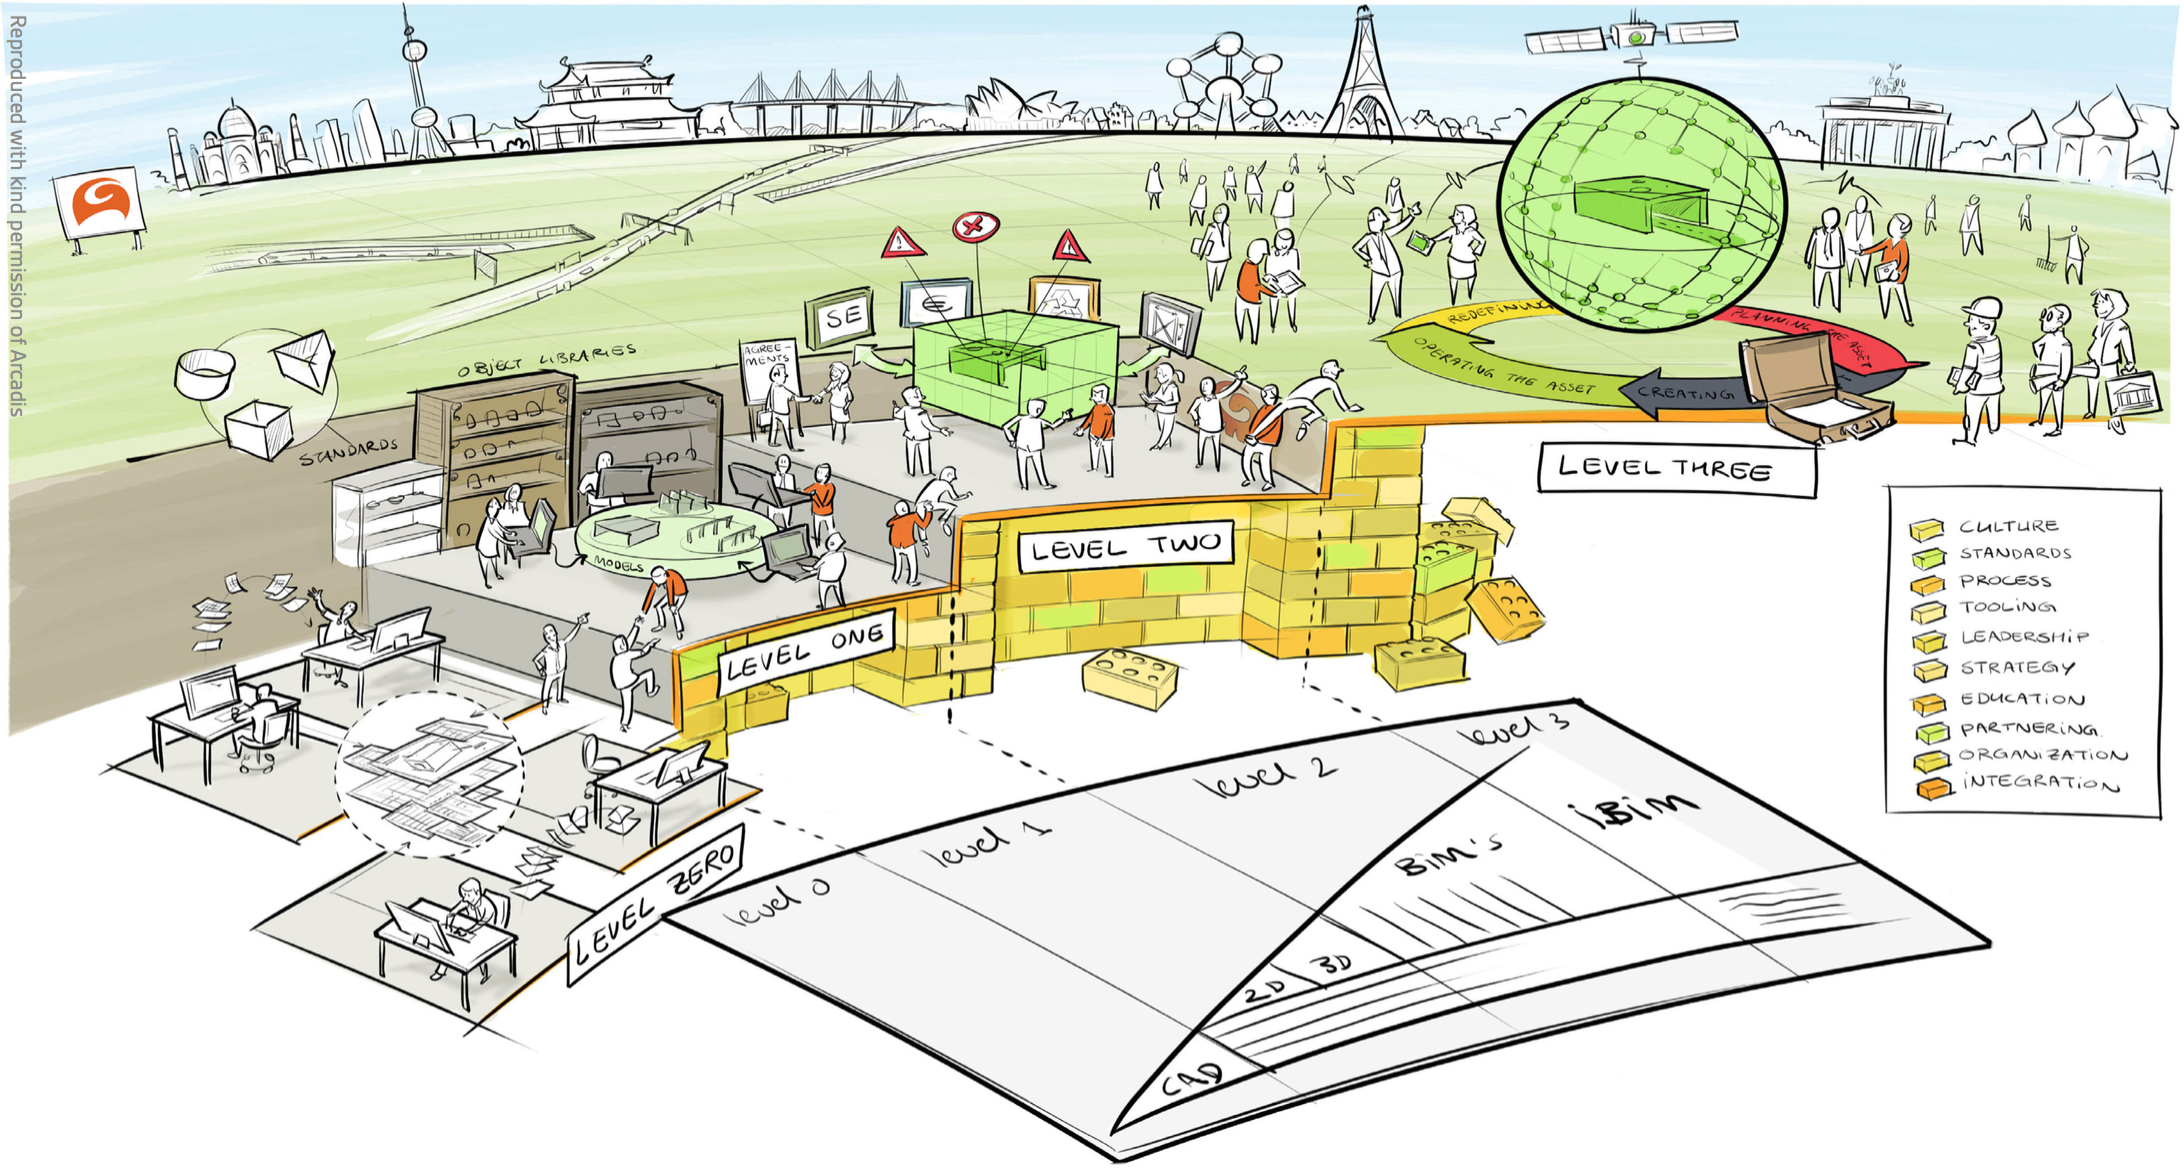 Reproduced with kind permission of Arcadis
OBJECT LIBRARIES
STANDARDS
AGREE-
MENTS
SE
€
MODELS
REDEFINING
PLANNING THE ASSET
OPERATING THE ASSET
CREATING
LEVEL THREE
LEVEL TWO
LEVEL ONE
LEVEL ZERO
CULTURE
STANDARDS
PROCESS
TOOLING
LEADERSHIP
STRATEGY
EDUCATION
PARTNERING
ORGANIZATION
INTEGRATION
level 0
level 1
level 2
level 3
iBiM
BiM's
2D
3D
CAD